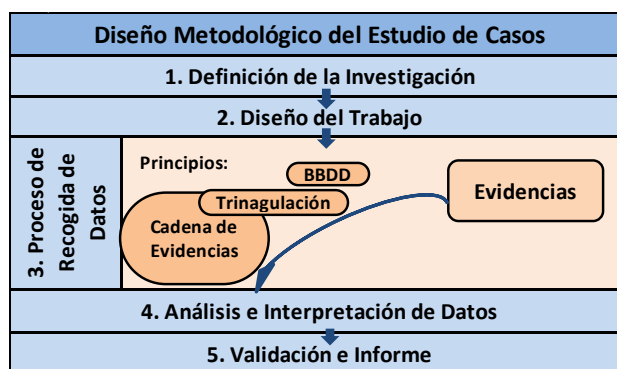 Diseño Metodológico del Estudio de Casos
1. Definición de la Investigación
2. Diseño del Trabajo
3. Proceso de
Recogida de
Datos
Principios:
BBDD
Trinagulación
Cadena de
Evidencias
Evidencias
4. Análisis e Interpretación de Datos
5. Validación e Informe